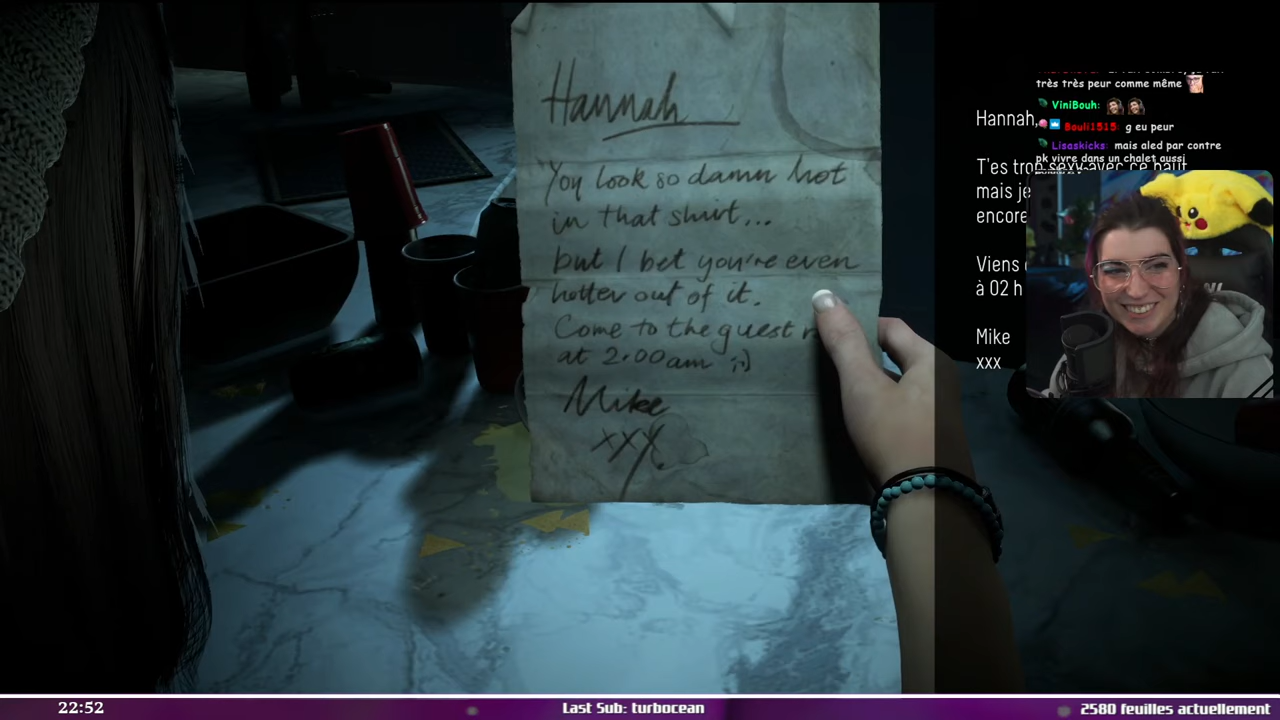 Hannah
You look so damn hot
in that shirt...
but I bet you're even
hotter out of it.
Come to the guest
at 2:00am ;)
Mike
xxx
Hannah,
T'es trop sexy avec ce haut
mais je
encore
Viens
à 02 h
Mike
xxx
très très peur comme même
ViniBouh:
Bouli1515: g eu peur
Lisaskicks: mais aled par contre
pk vivre dans un chalet aussi
22:52
Last Sub: turbocean
2580 feuilles actuellement